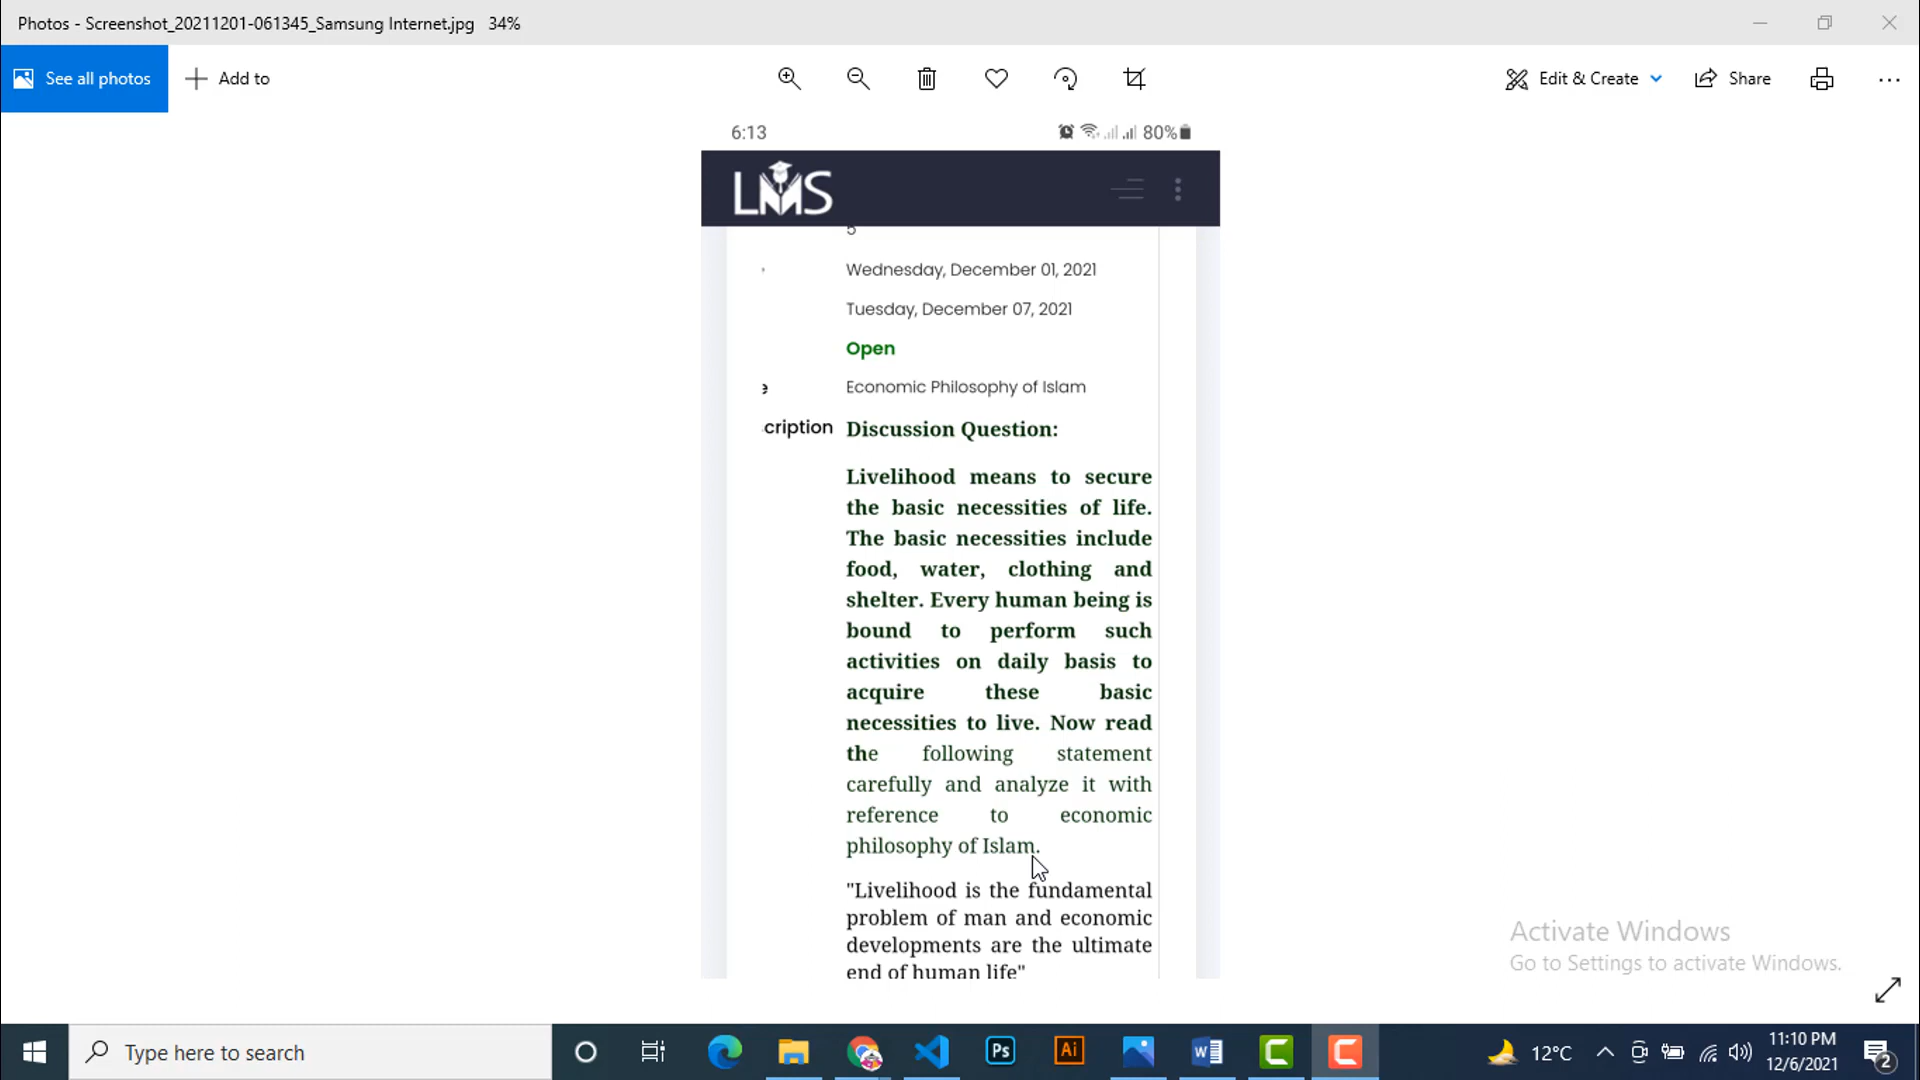 Photos - Screenshot_20211201-061345_Samsung Internet.jpg 34%
See all photos
Add to
Edit & Create
Share
6:13
80%
LMS
5
Wednesday, December 01, 2021
Tuesday, December 07, 2021
Open
e
Economic Philosophy of Islam
cription
Discussion Question:
Livelihood means to secure
the basic necessities of life.
The basic necessities include
food, water, clothing and
shelter. Every human being is
bound to perform such
activities on daily basis to
acquire these basic
necessities to live. Now read
the following statement
carefully and analyze it with
reference to economic
philosophy of Islam.
"Livelihood is the fundamental
problem of man and economic
developments are the ultimate
end of human life"
Activate Windows
Go to Settings to activate Windows.
Type here to search
Ps
Ai
12°C
11:10 PM
12/6/2021
2